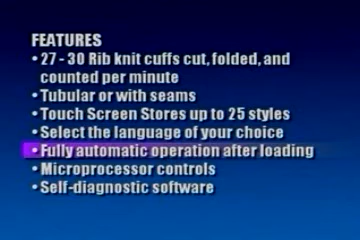 FEATURES
• 27 - 30 Rib knit cuffs cut, folded, and
counted per minute
• Tubular or with seams
• Touch Screen Stores up to 25 styles
• Select the language of your choice
• Fully automatic operation after loading
• Microprocessor controls
• Self-diagnostic software